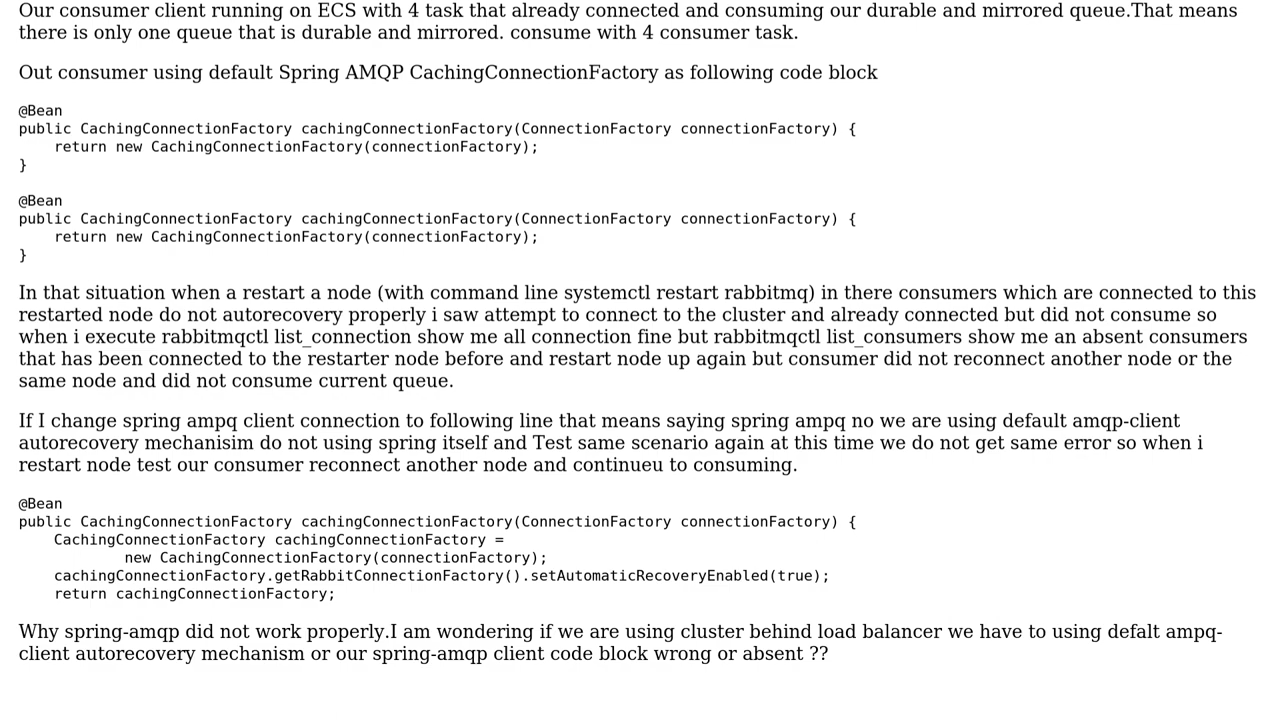 Our consumer client running on ECS with 4 task that already connected and consuming our durable and mirrored queue.That means
there is only one queue that is durable and mirrored. consume with 4 consumer task.
Out consumer using default Spring AMQP CachingConnectionFactory as following code block
@Bean
public CachingConnectionFactory cachingConnectionFactory(ConnectionFactory connectionFactory) {
    return new CachingConnectionFactory(connectionFactory);
}
@Bean
public CachingConnectionFactory cachingConnectionFactory(ConnectionFactory connectionFactory) {
    return new CachingConnectionFactory(connectionFactory);
}
In that situation when a restart a node (with command line systemctl restart rabbitmq) in there consumers which are connected to this
restarted node do not autorecovery properly i saw attempt to connect to the cluster and already connected but did not consume so
when i execute rabbitmqctl list_connection show me all connection fine but rabbitmqctl list_consumers show me an absent consumers
that has been connected to the restarter node before and restart node up again but consumer did not reconnect another node or the
same node and did not consume current queue.
If I change spring ampq client connection to following line that means saying spring ampq no we are using default amqp-client
autorecovery mechanisim do not using spring itself and Test same scenario again at this time we do not get same error so when i
restart node test our consumer reconnect another node and continueu to consuming.
@Bean
public CachingConnectionFactory cachingConnectionFactory(ConnectionFactory connectionFactory) {
    CachingConnectionFactory cachingConnectionFactory =
            new CachingConnectionFactory(connectionFactory);
    cachingConnectionFactory.getRabbitConnectionFactory().setAutomaticRecoveryEnabled(true);
    return cachingConnectionFactory;
Why spring-amqp did not work properly.I am wondering if we are using cluster behind load balancer we have to using defalt ampq-
client autorecovery mechanism or our spring-amqp client code block wrong or absent ??